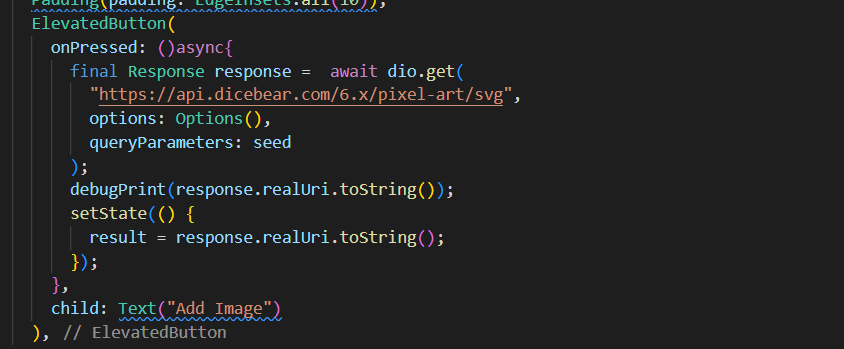 Padding(padding: EdgeInsets.all(10)),
ElevatedButton(
  onPressed: ()async{
    final Response response =  await dio.get(
      "https://api.dicebear.com/6.x/pixel-art/svg",
      options: Options(),
      queryParameters: seed
    );
    debugPrint(response.realUri.toString());
    setState(() {
      result = response.realUri.toString();
    });
  },
  child: Text("Add Image")
), // ElevatedButton